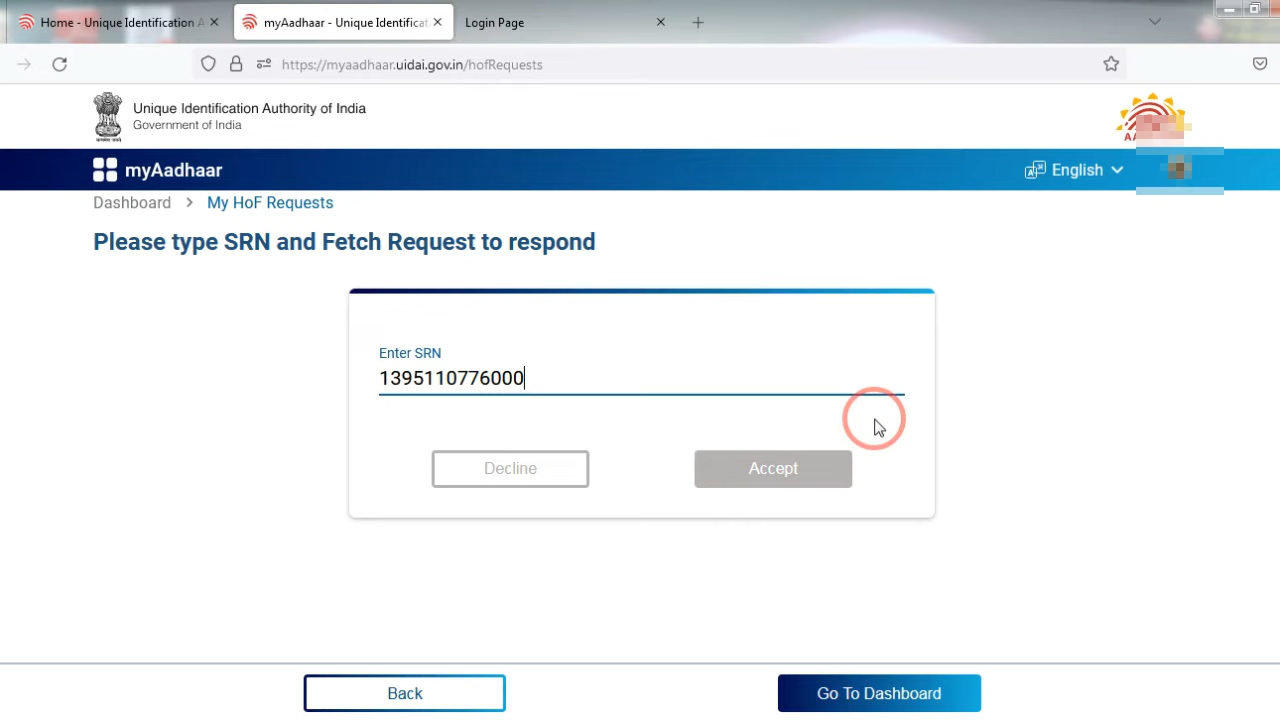 Home - Unique Identification A
myAadhaar - Unique Identificat
Login Page
https://myaadhaar.uidai.gov.in/hofRequests
Unique Identification Authority of India
Government of India
myAadhaar
English
Dashboard > My HoF Requests
Please type SRN and Fetch Request to respond
Enter SRN
1395110776000
Decline
Accept
Back
Go To Dashboard